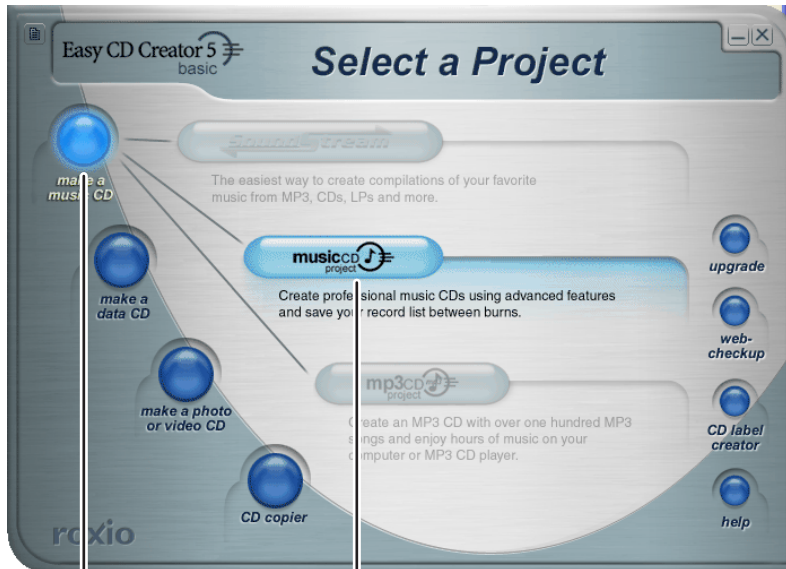 Easy CD Creator 5
basic
Select a Project
SoundStream
make a
music CD
The easiest way to create compilations of your favorite
music from MP3, CDs, LPs and more.
musicCD
project
upgrade
make a
data CD
Create professional music CDs using advanced features
and save your record list between burns.
web-
checkup
mp3CD
project
make a photo
or video CD
Create an MP3 CD with over one hundred MP3
songs and enjoy hours of music on your
computer or MP3 CD player.
CD label
creator
CD copier
help
roxio